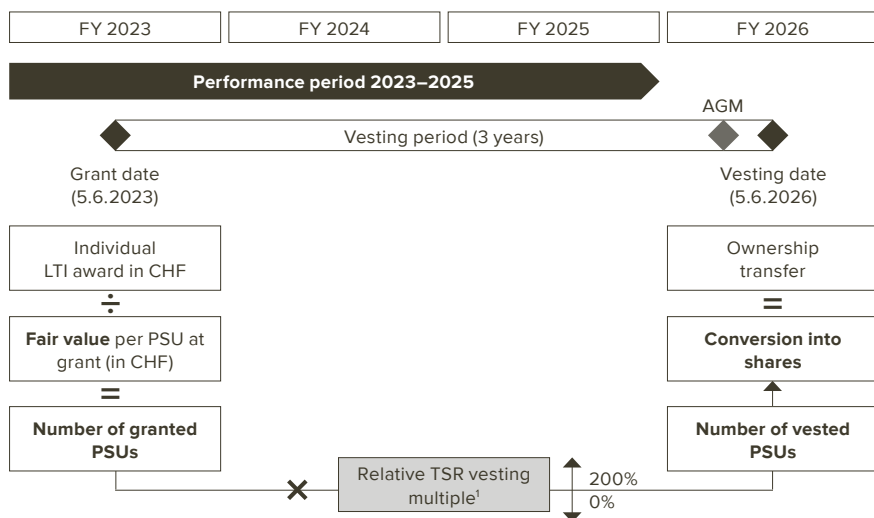 FY 2023
FY 2024
FY 2025
FY 2026
Performance period 2023–2025
AGM
Vesting period (3 years)
Grant date
(5.6.2023)
Vesting date
(5.6.2026)
Individual
LTI award in CHF
Ownership
transfer
÷
=
Fair value per PSU at
grant (in CHF)
Conversion into
shares
=
Number of granted
PSUs
Number of vested
PSUs
×
Relative TSR vesting
multiple¹
200%
0%